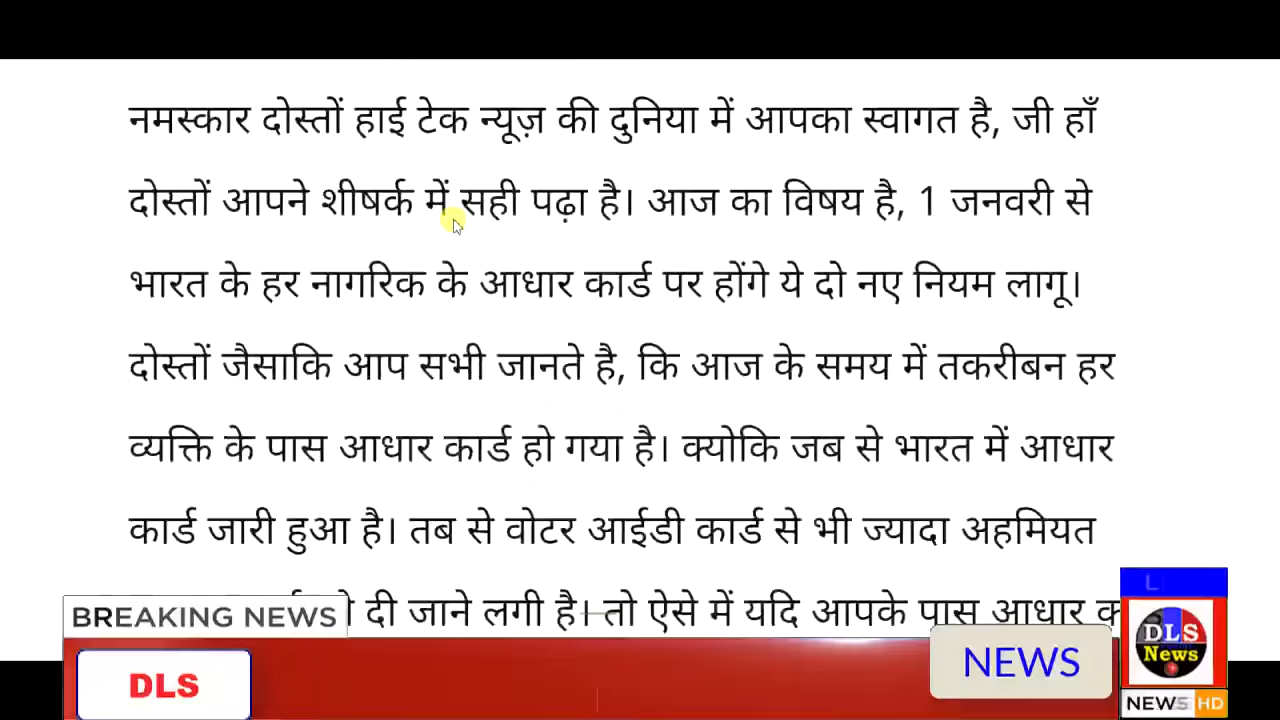 नमस्कार दोस्तों हाई टेक न्यूज़ की दुनिया में आपका स्वागत है, जी हाँ
दोस्तों आपने शीषर्क में सही पढ़ा है। आज का विषय है, 1 जनवरी से
भारत के हर नागरिक के आधार कार्ड पर होंगे ये दो नए नियम लागू।
दोस्तों जैसाकि आप सभी जानते है, कि आज के समय में तकरीबन हर
व्यक्ति के पास आधार कार्ड हो गया है। क्योकि जब से भारत में आधार
कार्ड जारी हुआ है। तब से वोटर आईडी कार्ड से भी ज्यादा अहमियत
दी जाने लगी है। तो ऐसे में यदि आपके पास आधार
BREAKING NEWS
DLS
NEWS
L
DLS
News
NEWS HD